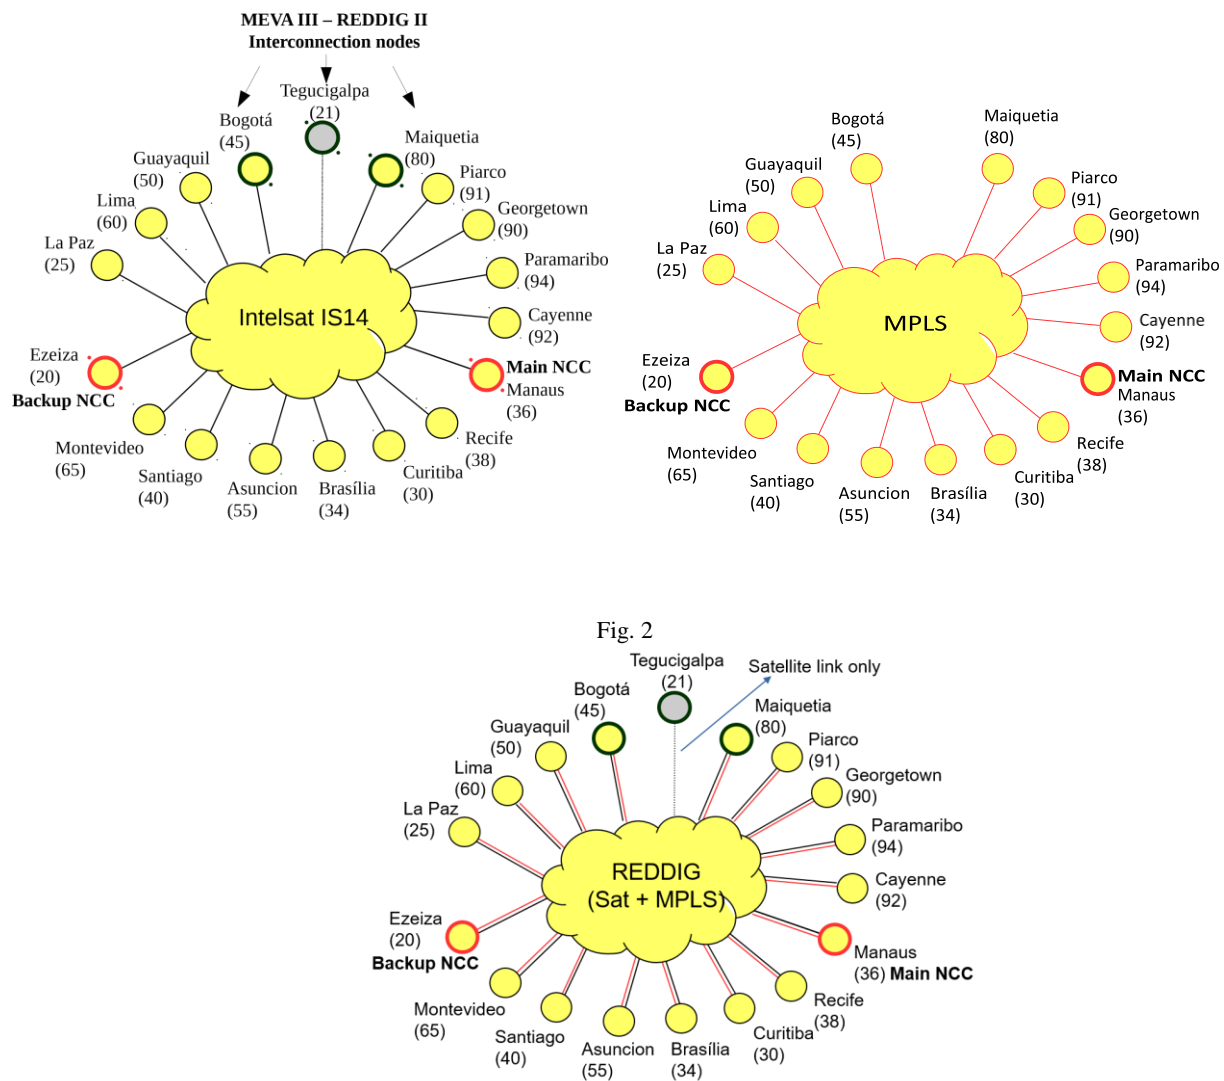 MEVA III – REDDIG II
Interconnection nodes
Tegucigalpa
(21)
Bogotá
(45)
Maiquetia
(80)
Guayaquil
(50)
Piarco
(91)
Lima
(60)
Georgetown
(90)
La Paz
(25)
Paramaribo
(94)
Intelsat IS14
Cayenne
(92)
Ezeiza
(20)
Backup NCC
Main NCC
Manaus
(36)
Montevideo
(65)
Santiago
(40)
Asuncion
(55)
Brasília
(34)
Curitiba
(30)
Recife
(38)
Bogotá
(45)
Maiquetia
(80)
Guayaquil
(50)
Piarco
(91)
Lima
(60)
Georgetown
(90)
La Paz
(25)
Paramaribo
(94)
MPLS
Cayenne
(92)
Ezeiza
(20)
Backup NCC
Main NCC
Manaus
(36)
Montevideo
(65)
Santiago
(40)
Asuncion
(55)
Brasília
(34)
Curitiba
(30)
Recife
(38)
Fig. 2
Tegucigalpa
(21)
Satellite link only
Bogotá
(45)
Maiquetia
(80)
Guayaquil
(50)
Piarco
(91)
Lima
(60)
Georgetown
(90)
La Paz
(25)
Paramaribo
(94)
REDDIG
(Sat + MPLS)
Cayenne
(92)
Ezeiza
(20)
Backup NCC
Manaus
(36) Main NCC
Montevideo
(65)
Santiago
(40)
Asuncion
(55)
Brasília
(34)
Curitiba
(30)
Recife
(38)